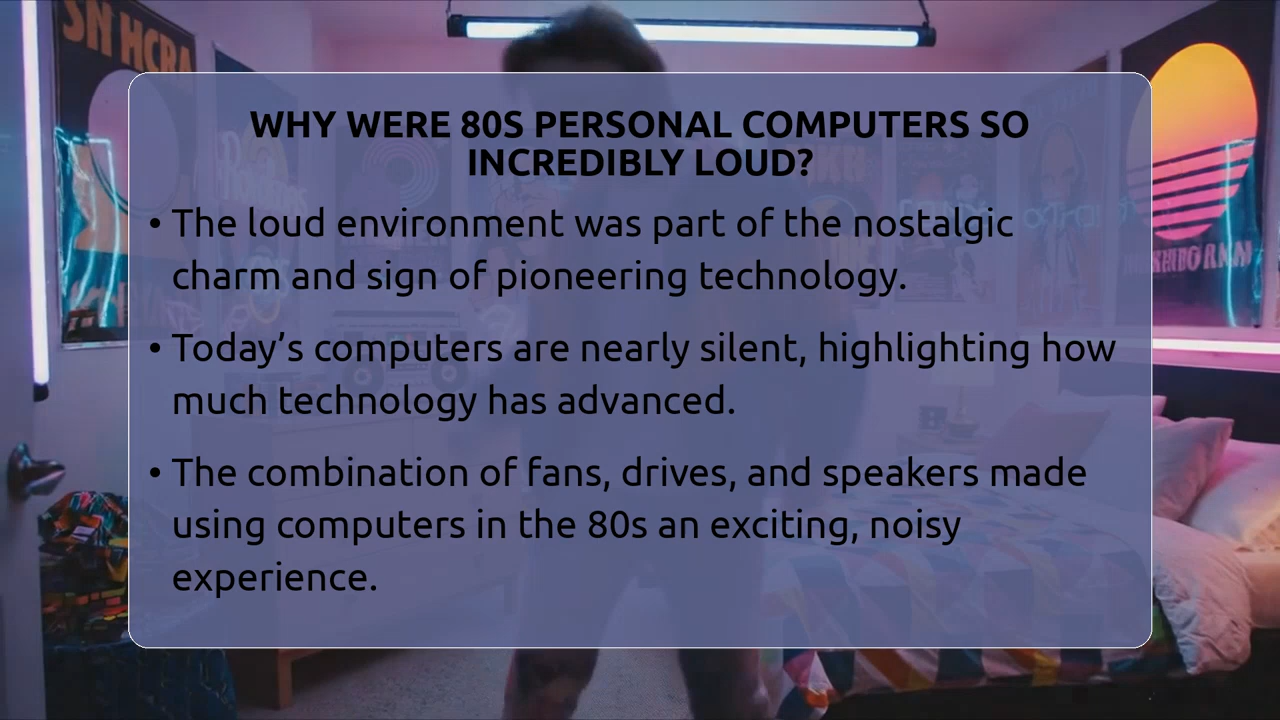 WHY WERE 80S PERSONAL COMPUTERS SO
INCREDIBLY LOUD?
• The loud environment was part of the nostalgic
charm and sign of pioneering technology.
• Today’s computers are nearly silent, highlighting how
much technology has advanced.
• The combination of fans, drives, and speakers made
using computers in the 80s an exciting, noisy
experience.